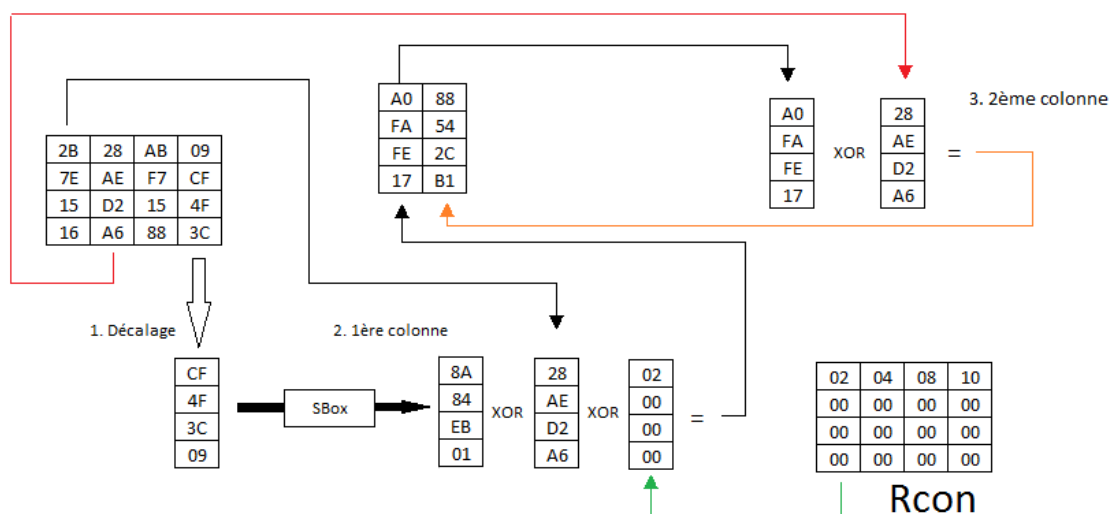 A0 88
FA 54
FE 2C
17 B1
A0
FA
FE
17
XOR
28
AE
D2
A6
=
3. 2ème colonne
2B 28 AB 09
7E AE F7 CF
15 D2 15 4F
16 A6 88 3C
1. Décalage
2. 1ère colonne
CF
4F
3C
09
SBox
8A
84
EB
01
XOR
28
AE
D2
A6
XOR
02
00
00
00
=
02 04 08 10
00 00 00 00
00 00 00 00
00 00 00 00
Rcon